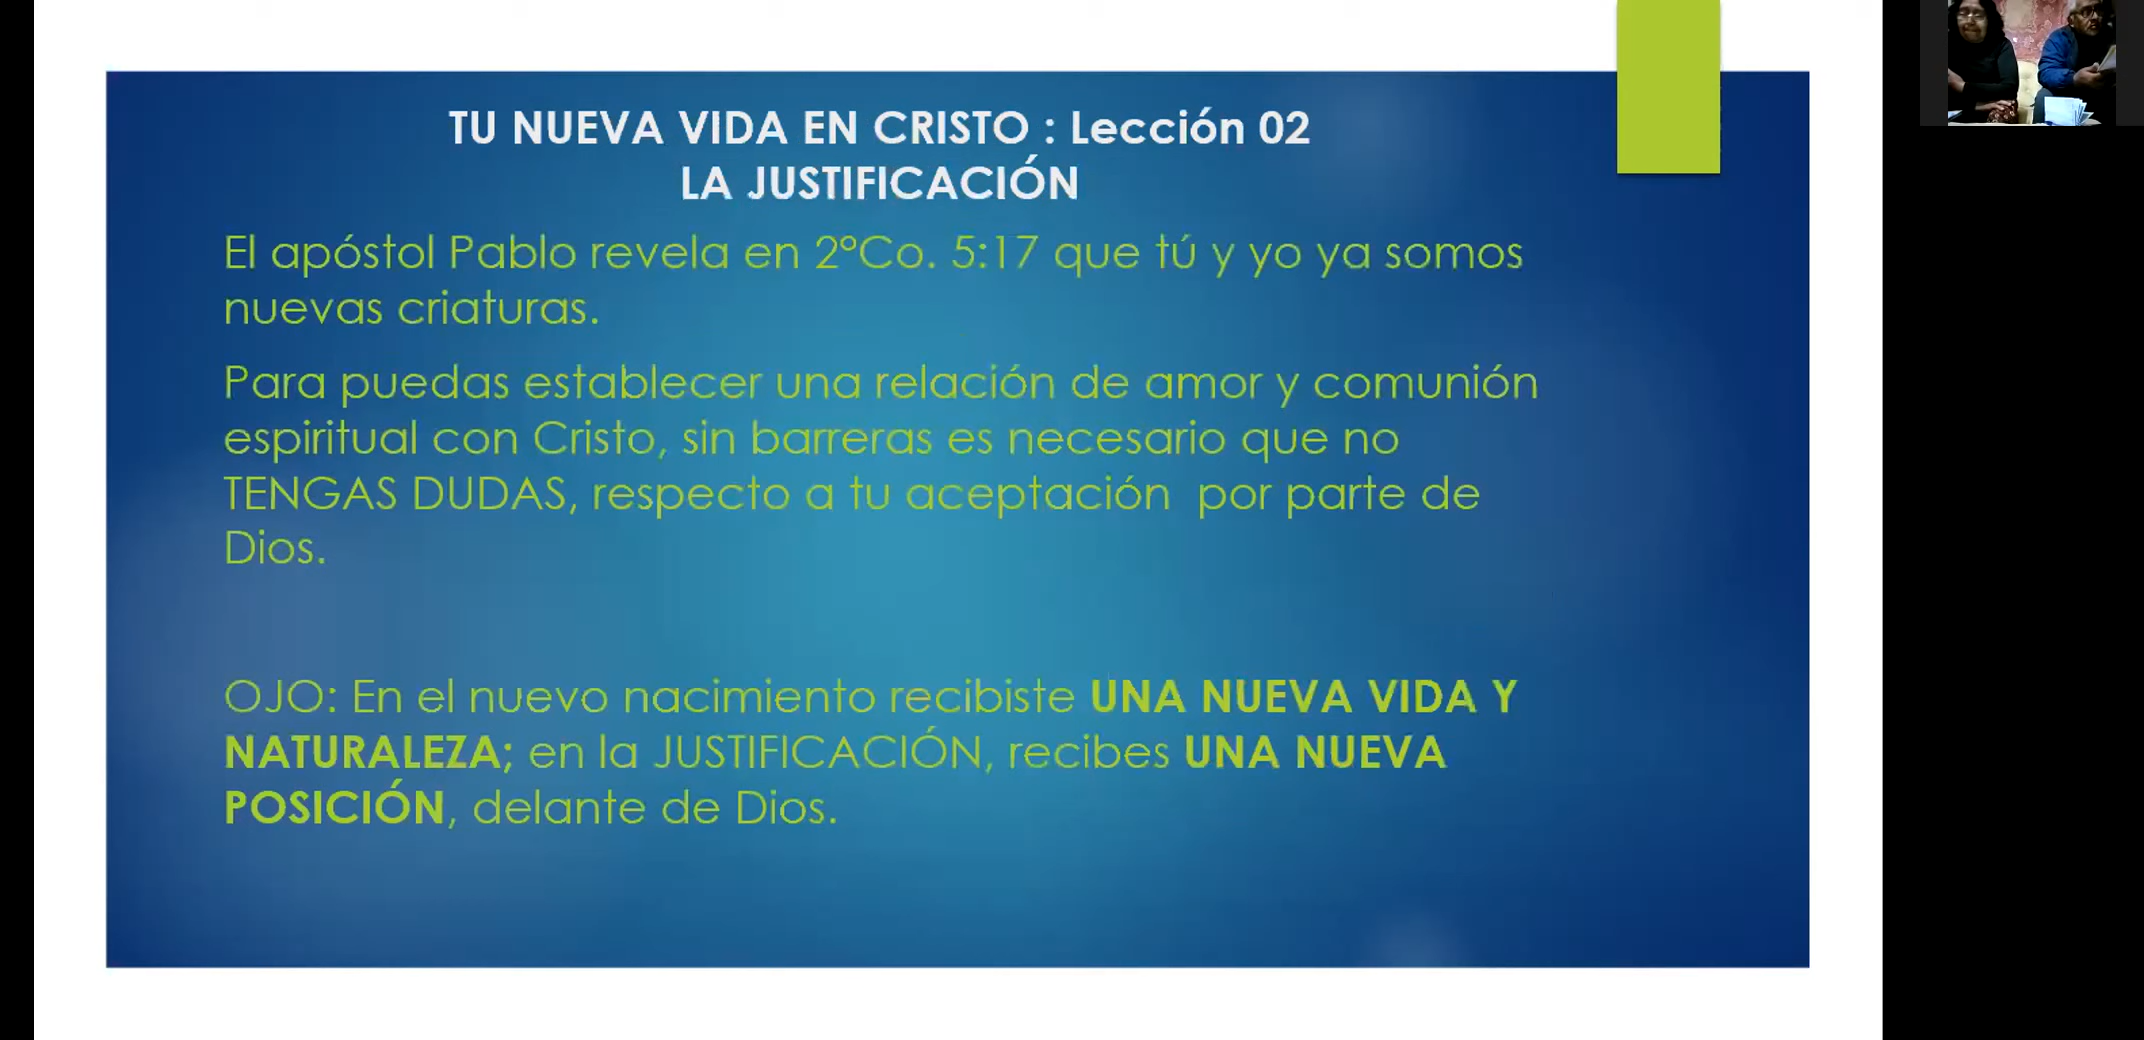 TU NUEVA VIDA EN CRISTO : Lección 02
LA JUSTIFICACIÓN
El apóstol Pablo revela en 2°Co. 5:17 que tú y yo ya somos
nuevas criaturas.
Para puedas establecer una relación de amor y comunión
espiritual con Cristo, sin barreras es necesario que no
TENGAS DUDAS, respecto a tu aceptación por parte de
Dios.
OJO: En el nuevo nacimiento recibiste UNA NUEVA VIDA Y
NATURALEZA; en la JUSTIFICACIÓN, recibes UNA NUEVA
POSICIÓN, delante de Dios.